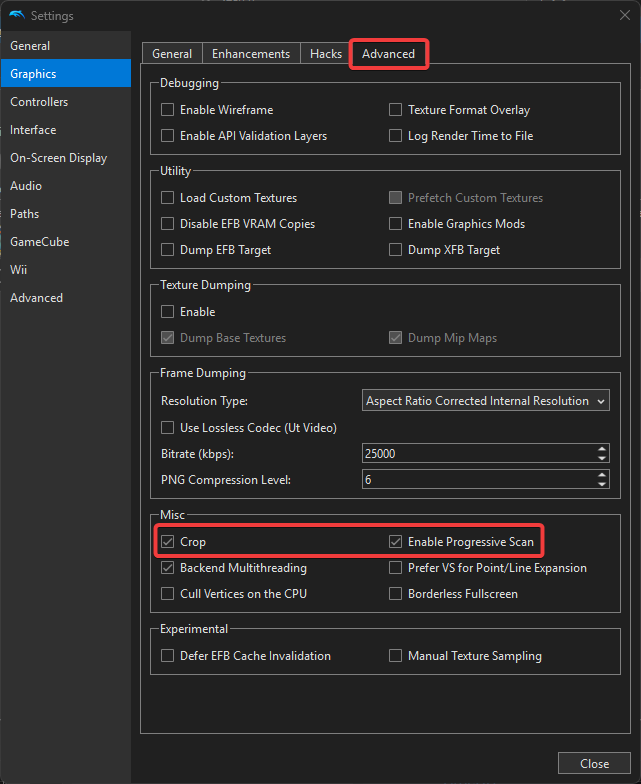 Settings
General
Graphics
Controllers
Interface
On-Screen Display
Audio
Paths
GameCube
Wii
Advanced
General Enhancements Hacks Advanced
Debugging
Enable Wireframe Texture Format Overlay
Enable API Validation Layers Log Render Time to File
Utility
Load Custom Textures Prefetch Custom Textures
Disable EFB VRAM Copies Enable Graphics Mods
Dump EFB Target Dump XFB Target
Texture Dumping
Enable
Dump Base Textures Dump Mip Maps
Frame Dumping
Resolution Type: Aspect Ratio Corrected Internal Resolution
Use Lossless Codec (Ut Video)
Bitrate (kbps): 25000
PNG Compression Level: 6
Misc
Crop Enable Progressive Scan
Backend Multithreading Prefer VS for Point/Line Expansion
Cull Vertices on the CPU Borderless Fullscreen
Experimental
Defer EFB Cache Invalidation Manual Texture Sampling
Close